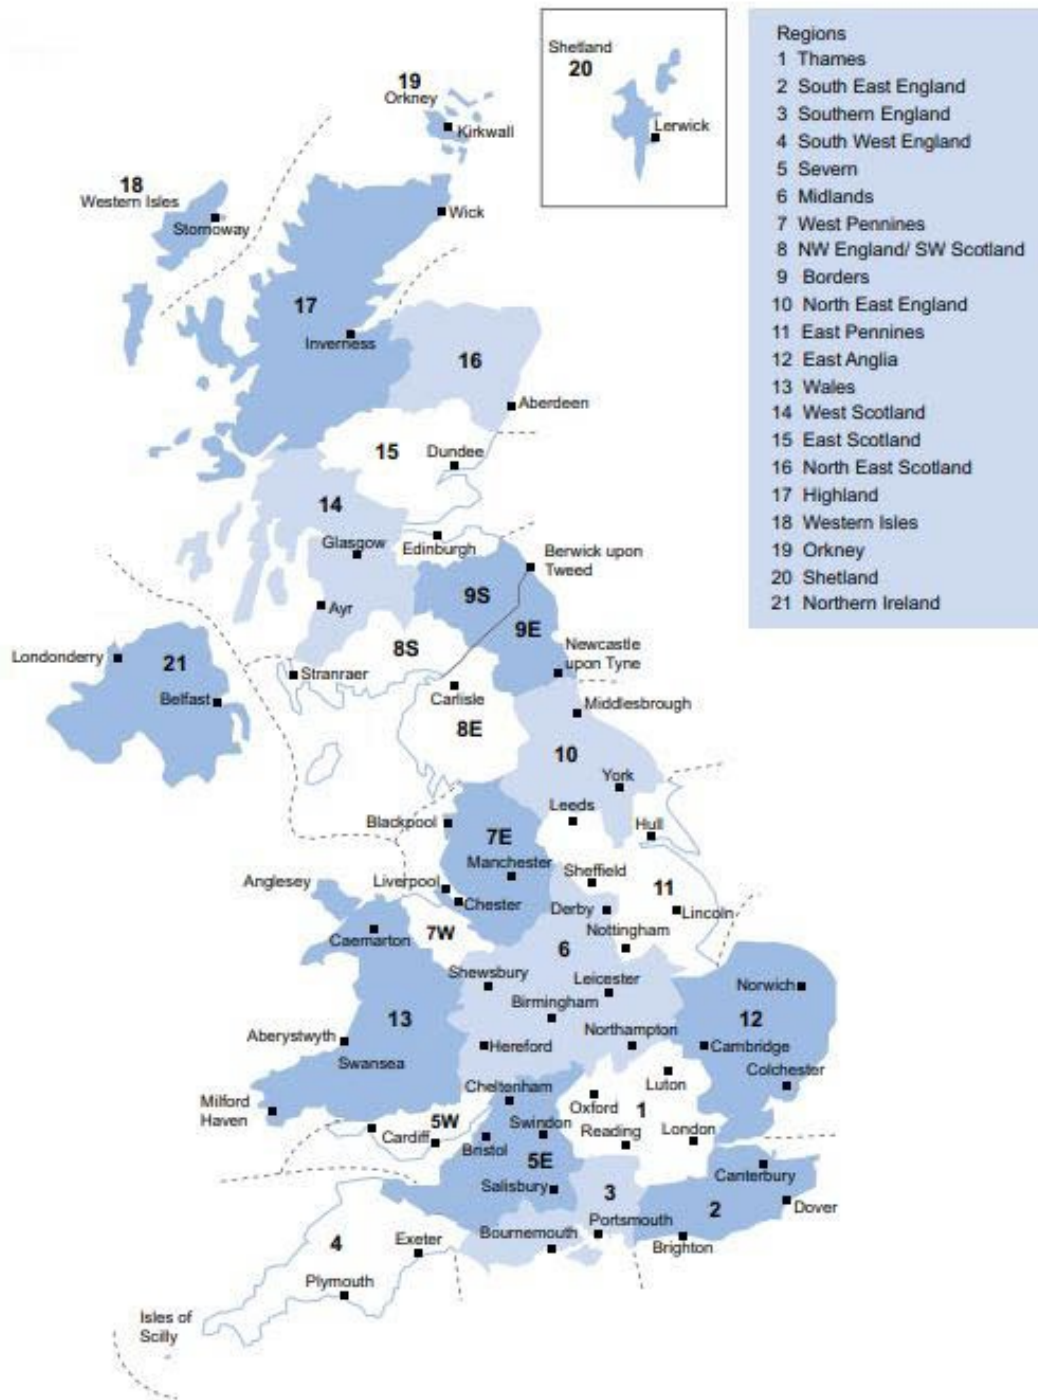 Regions
1 Thames
2 South East England
3 Southern England
4 South West England
5 Severn
6 Midlands
7 West Pennines
8 NW England/ SW Scotland
9 Borders
10 North East England
11 East Pennines
12 East Anglia
13 Wales
14 West Scotland
15 East Scotland
16 North East Scotland
17 Highland
18 Western Isles
19 Orkney
20 Shetland
21 Northern Ireland
Shetland
20
Lerwick
19
Orkney
Kirkwall
18
Western Isles
Stornoway
Wick
17
Inverness
16
Aberdeen
15
Dundee
14
Glasgow
Edinburgh
Berwick upon
Tweed
9S
9E
Ayr
8S
Newcastle
upon Tyne
Londonderry
21
Belfast
Stranraer
Carlisle
8E
Middlesbrough
10
York
Leeds
Hull
Blackpool
7E
Manchester
Sheffield
11
Anglesey
Liverpool
Chester
Derby
Lincoln
Caemarton
7W
Nottingham
6
Shewsbury
Leicester
Norwich
Birmingham
13
12
Aberystwyth
Hereford
Northampton
Cambridge
Swansea
Colchester
Cheltenham
Luton
Milford
Haven
Oxford
1
5W
Cardiff
Swindon
Bristol
Reading
London
5E
Salisbury
Canterbury
3
2
Dover
Portsmouth
Bournemouth
Brighton
4
Exeter
Plymouth
Isles of
Scilly